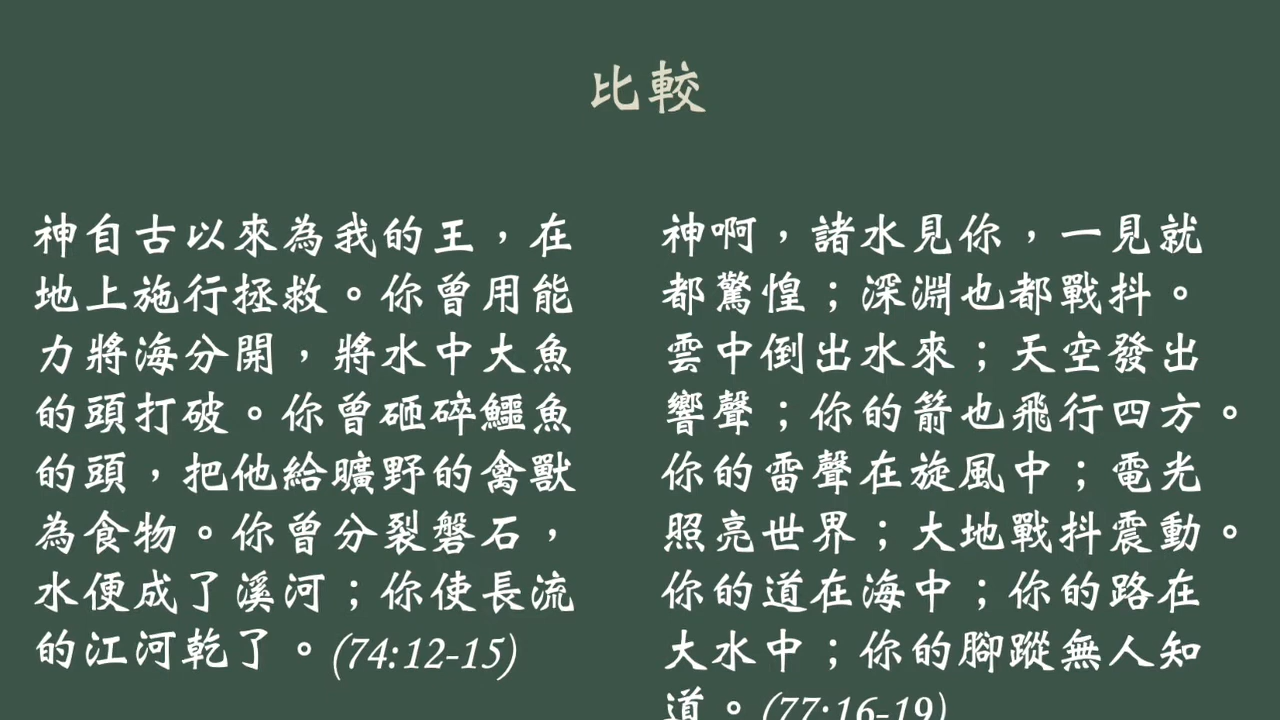 比較
神自古以來為我的王，在
地上施行拯救。你曾用能
力將海分開，將水中大魚
的頭打破。你曾砸碎鱷魚
的頭，把他給曠野的禽獸
為食物。你曾分裂磐石，
水便成了溪河；你使長流
的江河乾了。(74:12-15)
神啊，諸水見你，一見就
都驚惶；深淵也都戰抖。
雲中倒出水來；天空發出
響聲；你的箭也飛行四方。
你的雷聲在旋風中；電光
照亮世界；大地戰抖震動。
你的道在海中；你的路在
大水中；你的腳蹤無人知
道。(77:16-19)